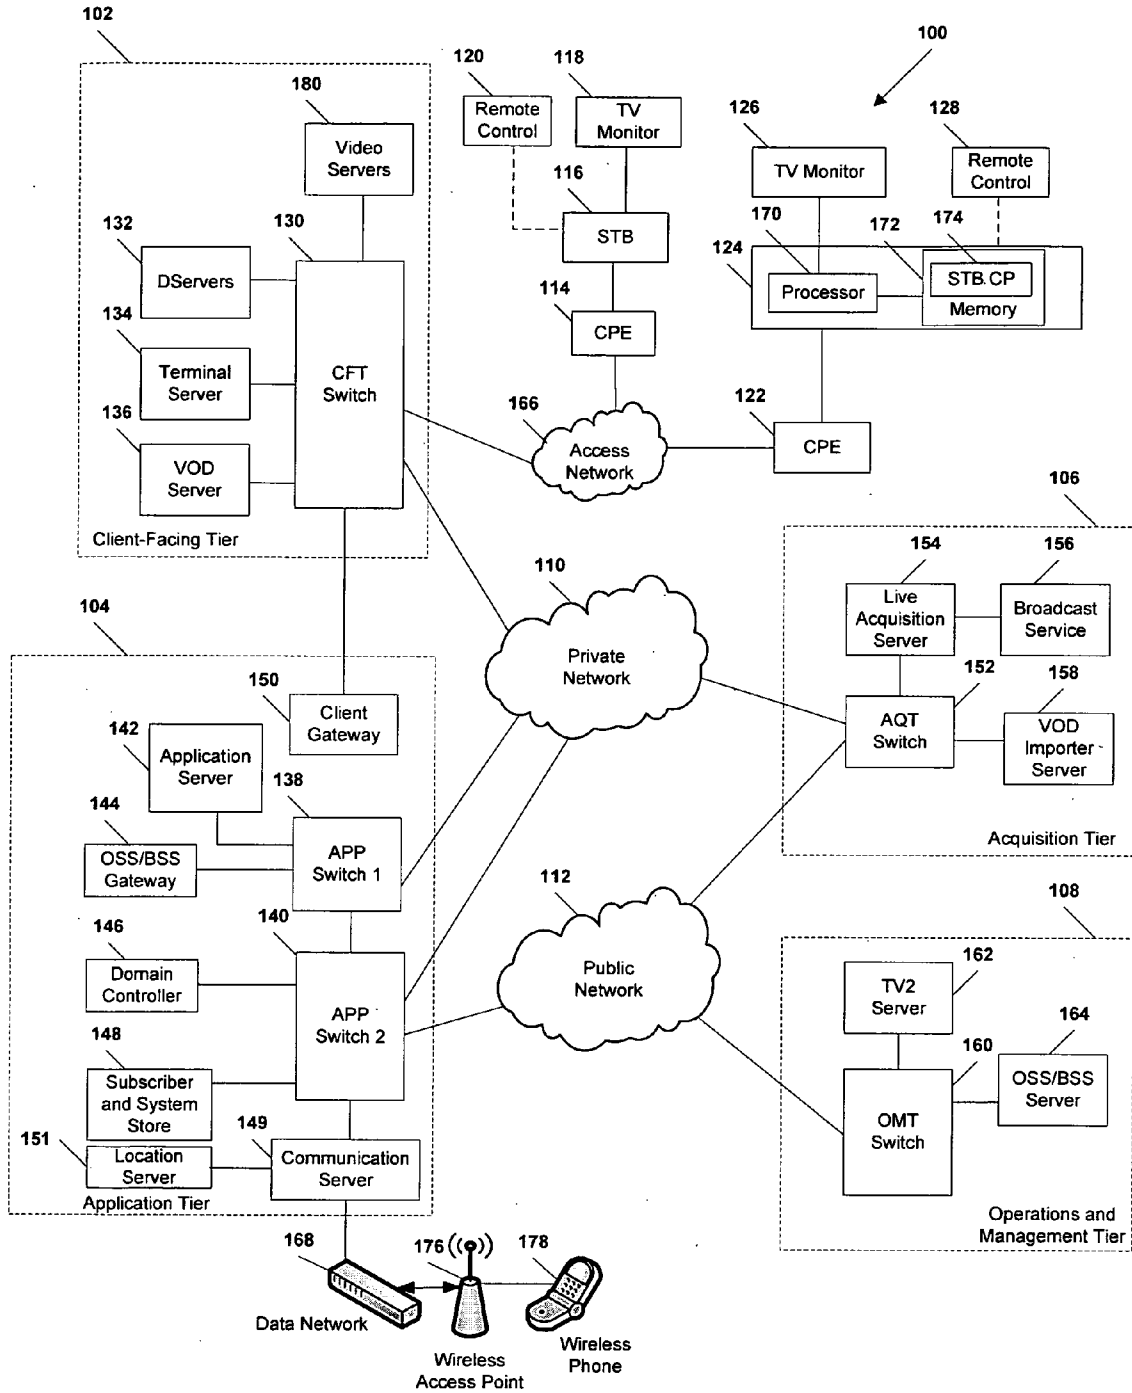 102
180
Video
Servers
132
DServers
130
134
Terminal
Server
CFT
Switch
136
VOD
Server
Client-Facing Tier
120
Remote
Control
118
TV
Monitor
116
STB
114
CPE
166
Access
Network
100
126
TV Monitor
128
Remote
Control
170
172
174
124
Processor
STB CP
Memory
122
CPE
106
154
Live
Acquisition
Server
156
Broadcast
Service
152
AQT
Switch
158
VOD
Importer
Server
Acquisition Tier
110
Private
Network
104
150
Client
Gateway
142
Application
Server
138
144
OSS/BSS
Gateway
APP
Switch 1
140
146
Domain
Controller
APP
Switch 2
148
Subscriber
and System
Store
149
151
Location
Server
Communication
Server
Application Tier
112
Public
Network
108
162
TV2
Server
160
164
OSS/BSS
Server
OMT
Switch
Operations and
Management Tier
168
Data Network
176
Wireless
Access Point
178
Wireless
Phone